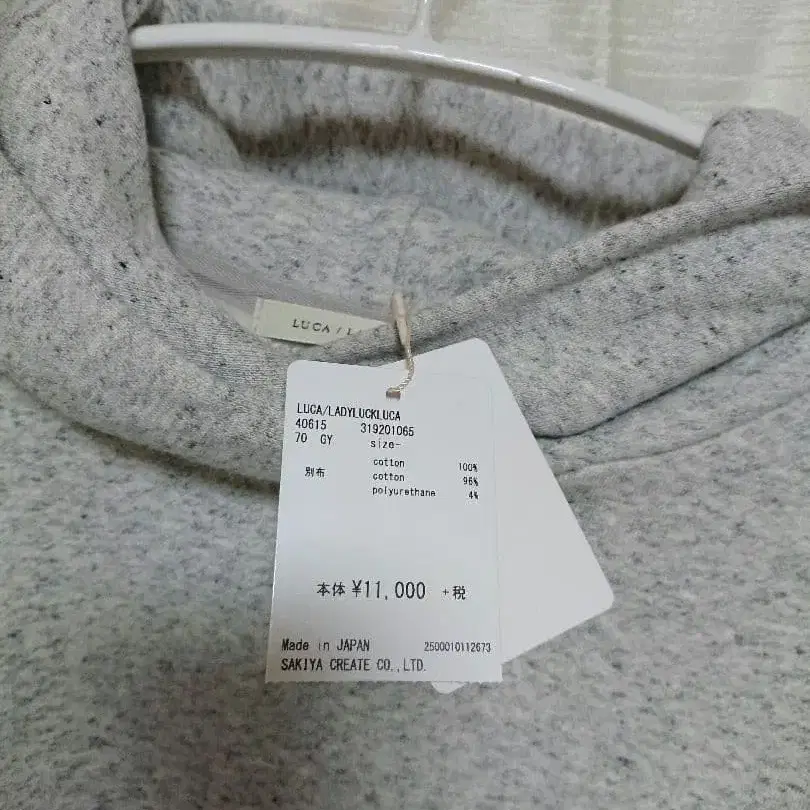 LUCA / L
LUCA/LADYLUCKLUCA
40615 319201065
70 GY size-
cotton 100%
別布 cotton 96%
polyurethane 4%
本体 ¥11,000 +税
Made in JAPAN 2500010112673
SAKIYA CREATE CO.,LTD.